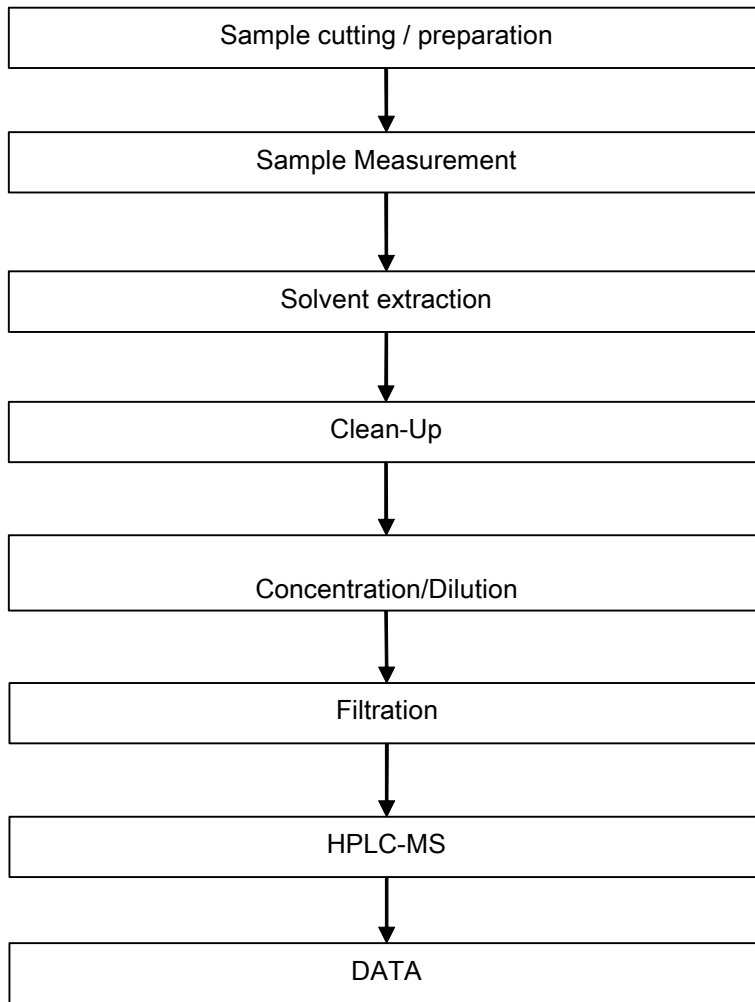 Sample cutting / preparation
Sample Measurement
Solvent extraction
Clean-Up
Concentration/Dilution
Filtration
HPLC-MS
DATA